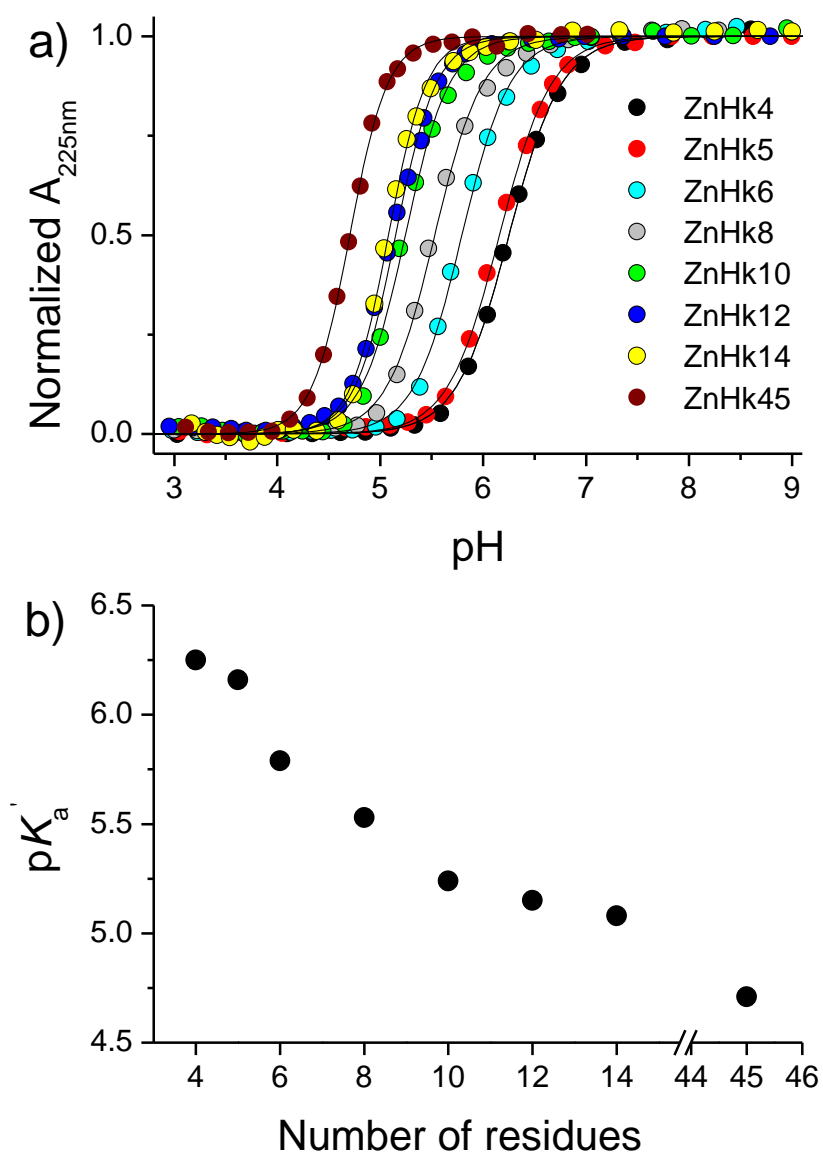 a)
Normalized A225nm
1.0
0.5
0.0
3 4 5 6 7 8 9
pH
ZnHk4
ZnHk5
ZnHk6
ZnHk8
ZnHk10
ZnHk12
ZnHk14
ZnHk45
b)
pKa'
6.5
6.0
5.5
5.0
4.5
4 6 8 10 12 14 44 45 46
Number of residues